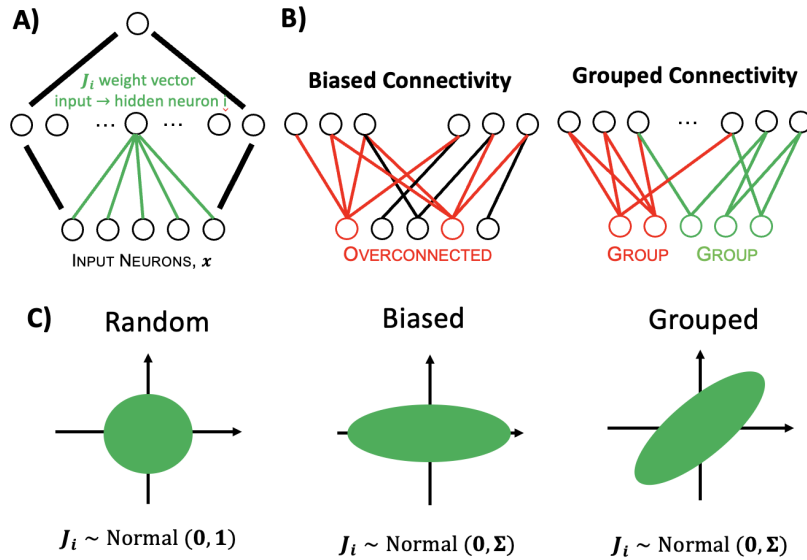 A)
J_i weight vector
input → hidden neuron i
... ...
INPUT NEURONS, x
B)
Biased Connectivity
OVERCONNECTED
Grouped Connectivity
...
GROUP GROUP
C)
Random
J_i ~ Normal (0, 1)
Biased
J_i ~ Normal (0, Σ)
Grouped
J_i ~ Normal (0, Σ)